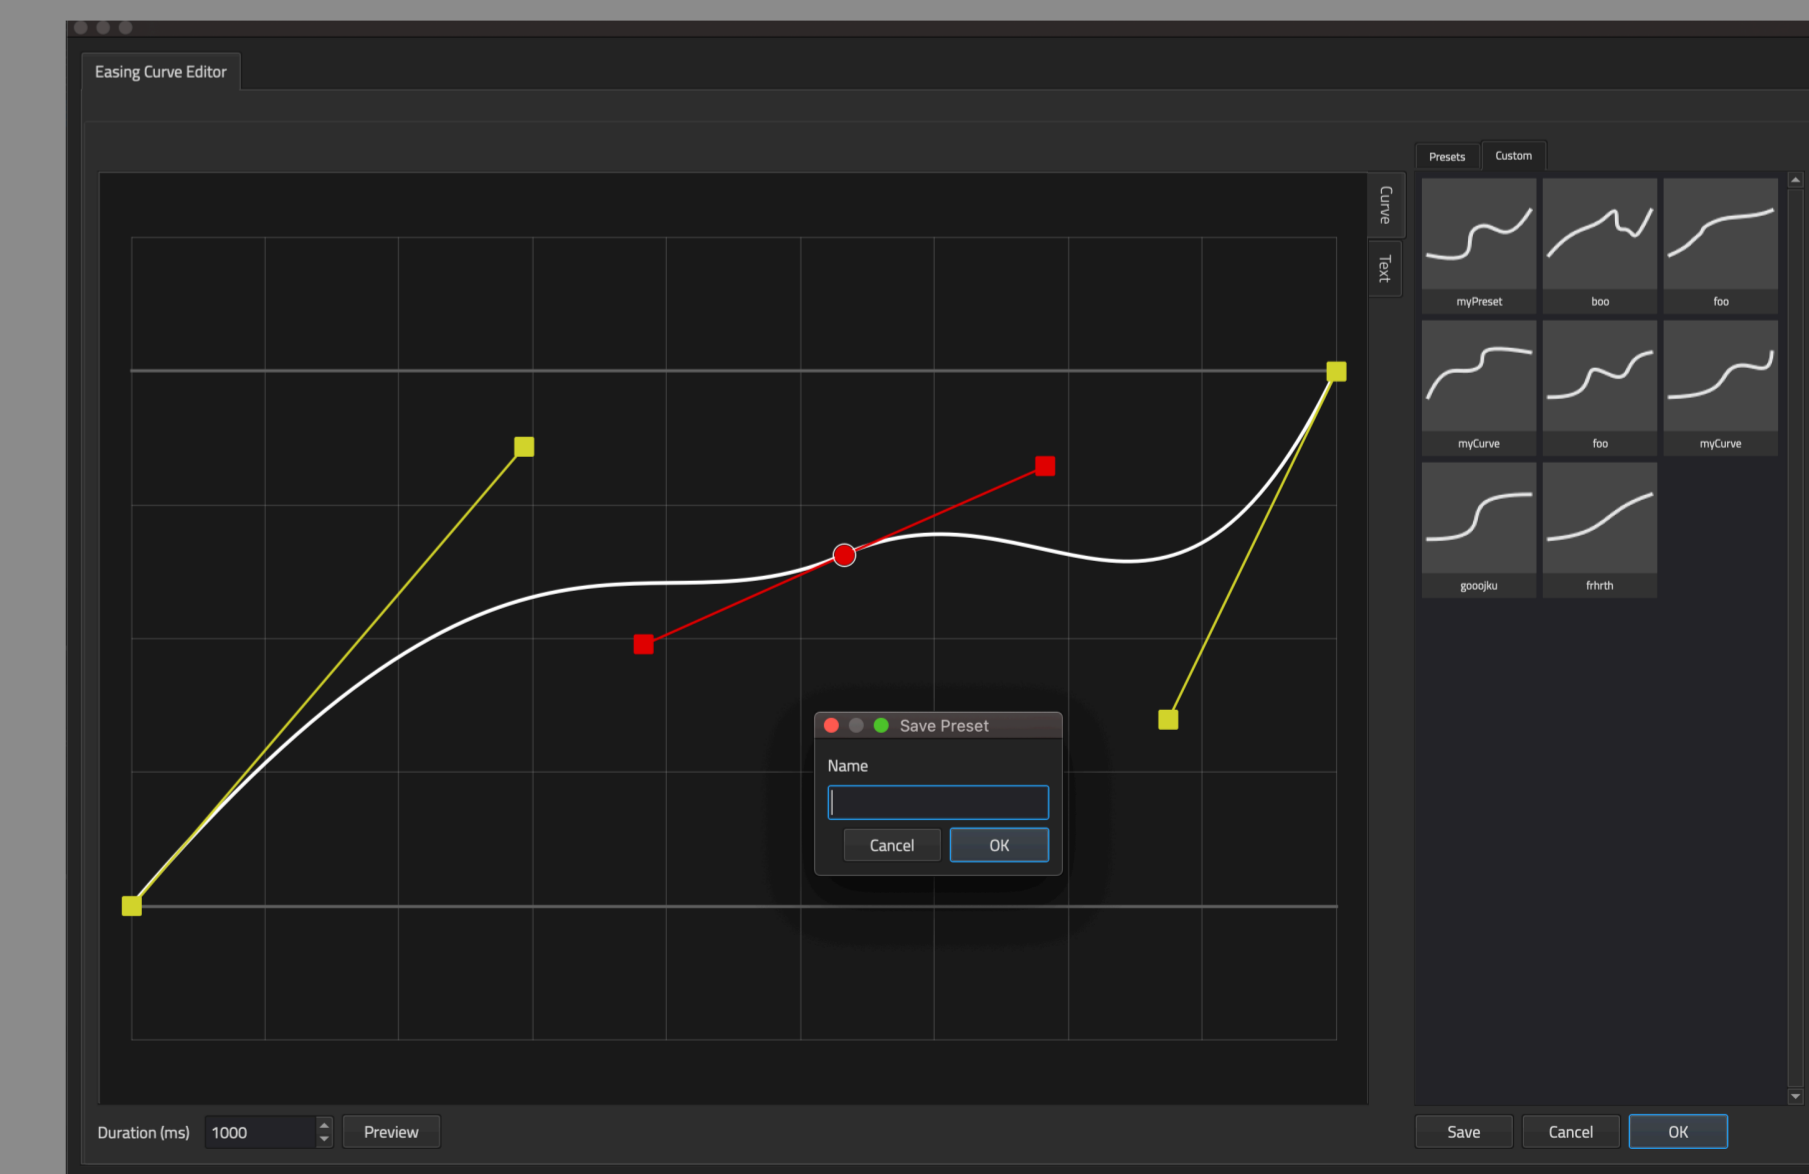 Easing Curve Editor
Presets
Custom
Curve
Text
myPreset
boo
foo
myCurve
foo
myCurve
gooojku
frhrth
Save Preset
Name
Cancel
OK
Duration (ms)
1000
Preview
Save
Cancel
OK